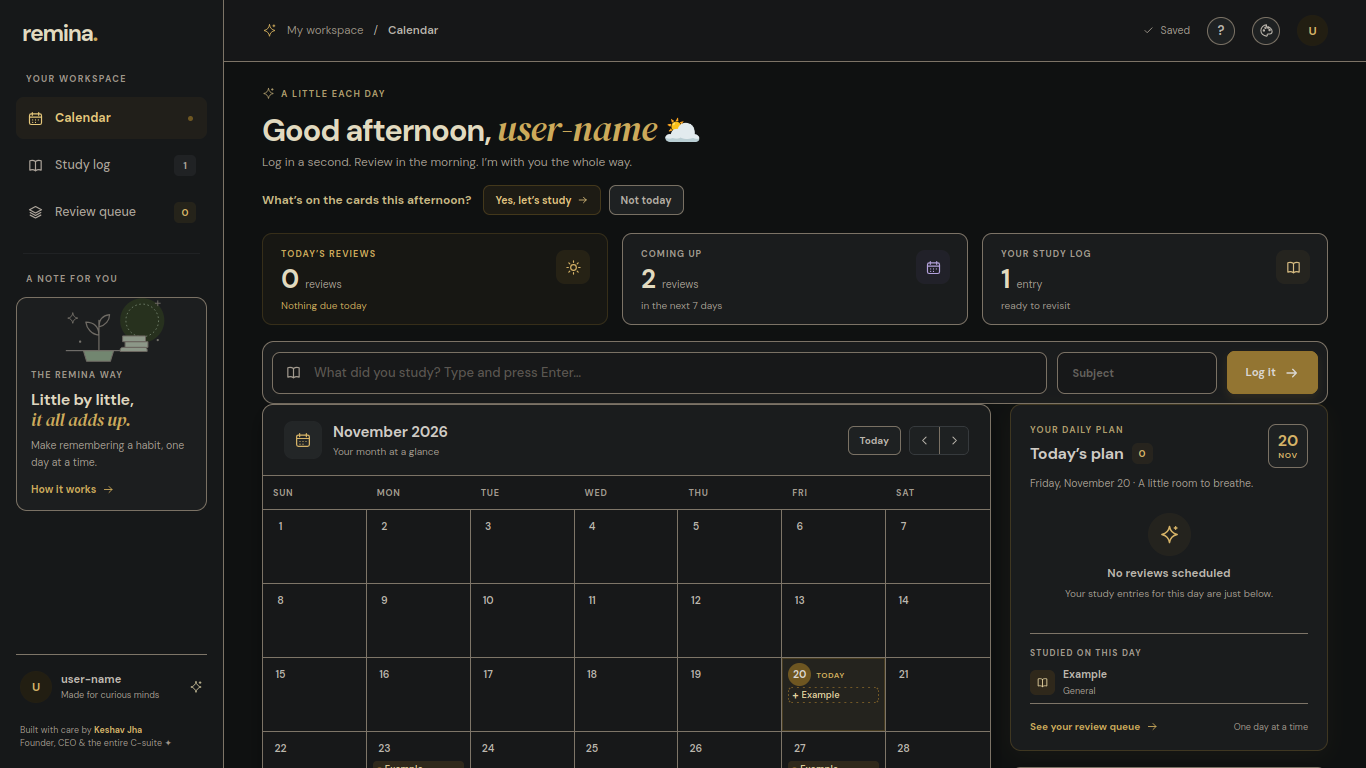 remina.
YOUR WORKSPACE
Calendar
Study log 1
Review queue 0
A NOTE FOR YOU
THE REMINA WAY
Little by little,
it all adds up.
Make remembering a habit, one
day at a time.
How it works →
U user-name
Made for curious minds
Built with care by Keshav Jha
Founder, CEO & the entire C-suite ✦
My workspace / Calendar
✓ Saved ? U
A LITTLE EACH DAY
Good afternoon, user-name
Log in a second. Review in the morning. I'm with you the whole way.
What's on the cards this afternoon? Yes, let's study → Not today
TODAY'S REVIEWS
0 reviews
Nothing due today
COMING UP
2 reviews
in the next 7 days
YOUR STUDY LOG
1 entry
ready to revisit
What did you study? Type and press Enter... Subject Log it →
November 2026
Your month at a glance
Today
SUN MON TUE WED THU FRI SAT
1 2 3 4 5 6 7
8 9 10 11 12 13 14
15 16 17 18 19 20 TODAY 21
+ Example
22 23 24 25 26 27 28
Example Example
YOUR DAILY PLAN
Today's plan 0
20
NOV
Friday, November 20 · A little room to breathe.
No reviews scheduled
Your study entries for this day are just below.
STUDIED ON THIS DAY
Example
General
See your review queue → One day at a time